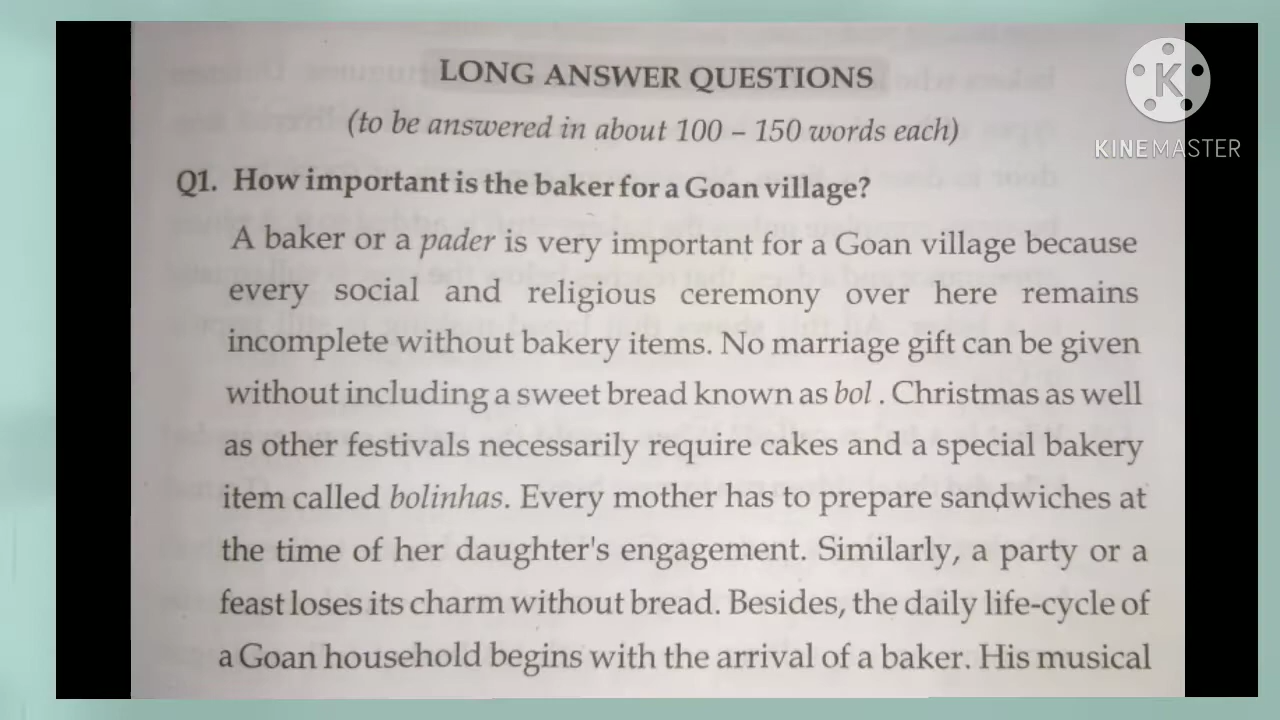 LONG ANSWER QUESTIONS
(to be answered in about 100 – 150 words each)
Q1. How important is the baker for a Goan village?
A baker or a pader is very important for a Goan village because
every social and religious ceremony over here remains
incomplete without bakery items. No marriage gift can be given
without including a sweet bread known as bol . Christmas as well
as other festivals necessarily require cakes and a special bakery
item called bolinhas. Every mother has to prepare sandwiches at
the time of her daughter's engagement. Similarly, a party or a
feast loses its charm without bread. Besides, the daily life-cycle of
a Goan household begins with the arrival of a baker. His musical
K
KINEMASTER